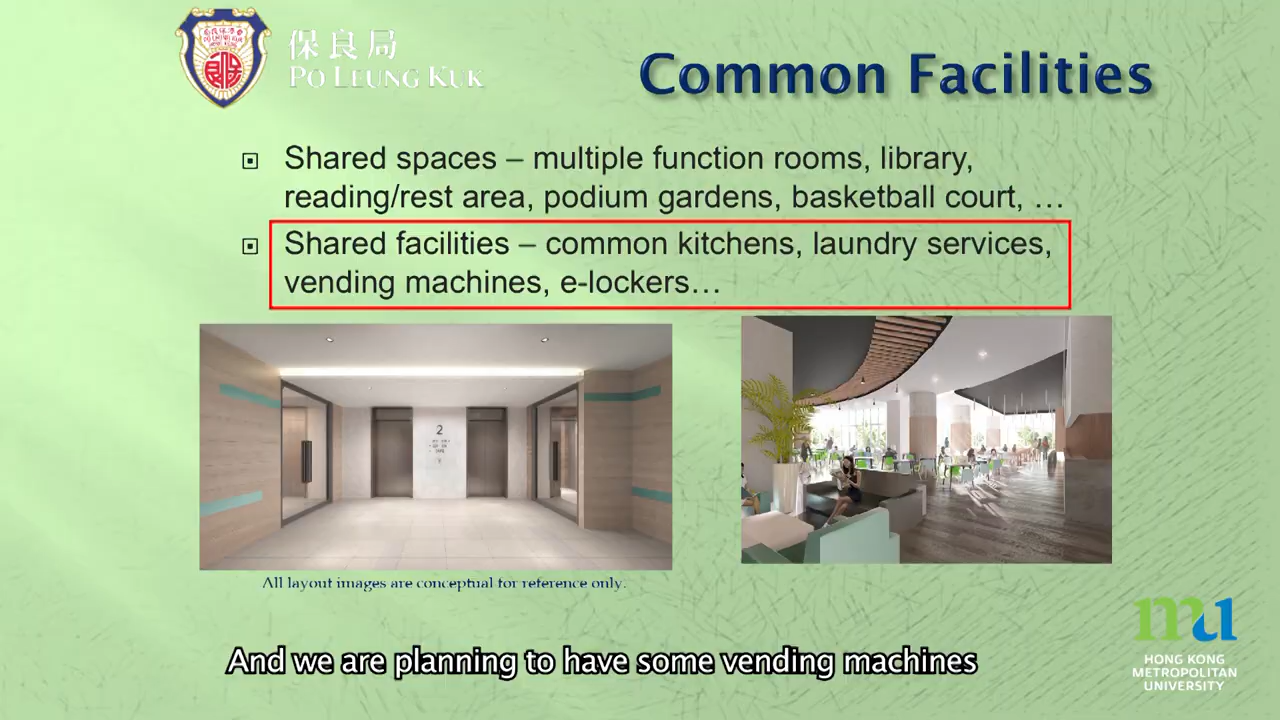 保良局
PO LEUNG KUK
Common Facilities
Shared spaces – multiple function rooms, library,
reading/rest area, podium gardens, basketball court, …
Shared facilities – common kitchens, laundry services,
vending machines, e-lockers…
2
All layout images are conceptual for reference only.
And we are planning to have some vending machines
mu
HONG KONG
METROPOLITAN
UNIVERSITY